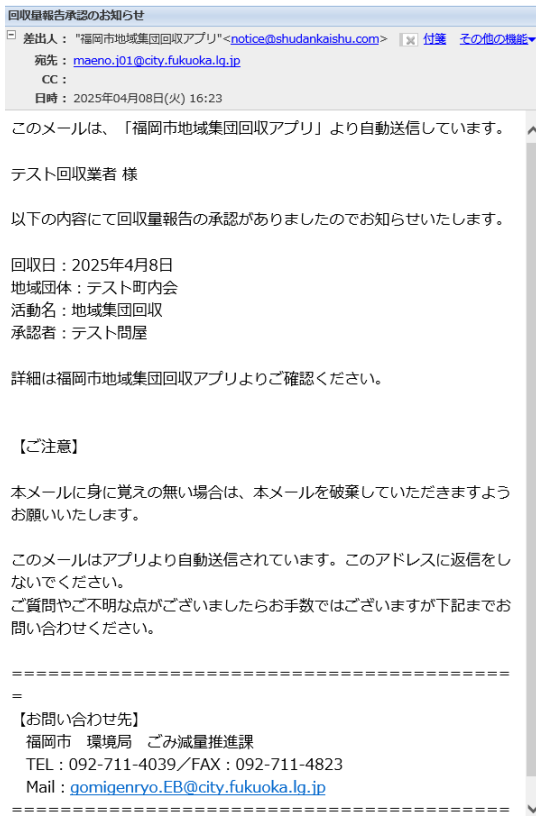 回収量報告承認のお知らせ
差出人： "福岡市地域集団回収アプリ"<notice@shudankaishu.com> 付箋 その他の機能▾
宛先： maeno.j01@city.fukuoka.lg.jp
CC：
日時： 2025年04月08日(火) 16:23
このメールは、「福岡市地域集団回収アプリ」より自動送信しています。
テスト回収業者 様
以下の内容にて回収量報告の承認がありましたのでお知らせいたします。
回収日：2025年4月8日
地域団体：テスト町内会
活動名：地域集団回収
承認者：テスト問屋
詳細は福岡市地域集団回収アプリよりご確認ください。
【ご注意】
本メールに身に覚えの無い場合は、本メールを破棄していただきますよう
お願いいたします。
このメールはアプリより自動送信されています。このアドレスに返信をし
ないでください。
ご質問やご不明な点がございましたらお手数ではございますが下記までお
問い合わせください。
=========================================
=
【お問い合わせ先】
福岡市　環境局　ごみ減量推進課
TEL：092-711-4039／FAX：092-711-4823
Mail：gomigenryo.EB@city.fukuoka.lg.jp
=========================================